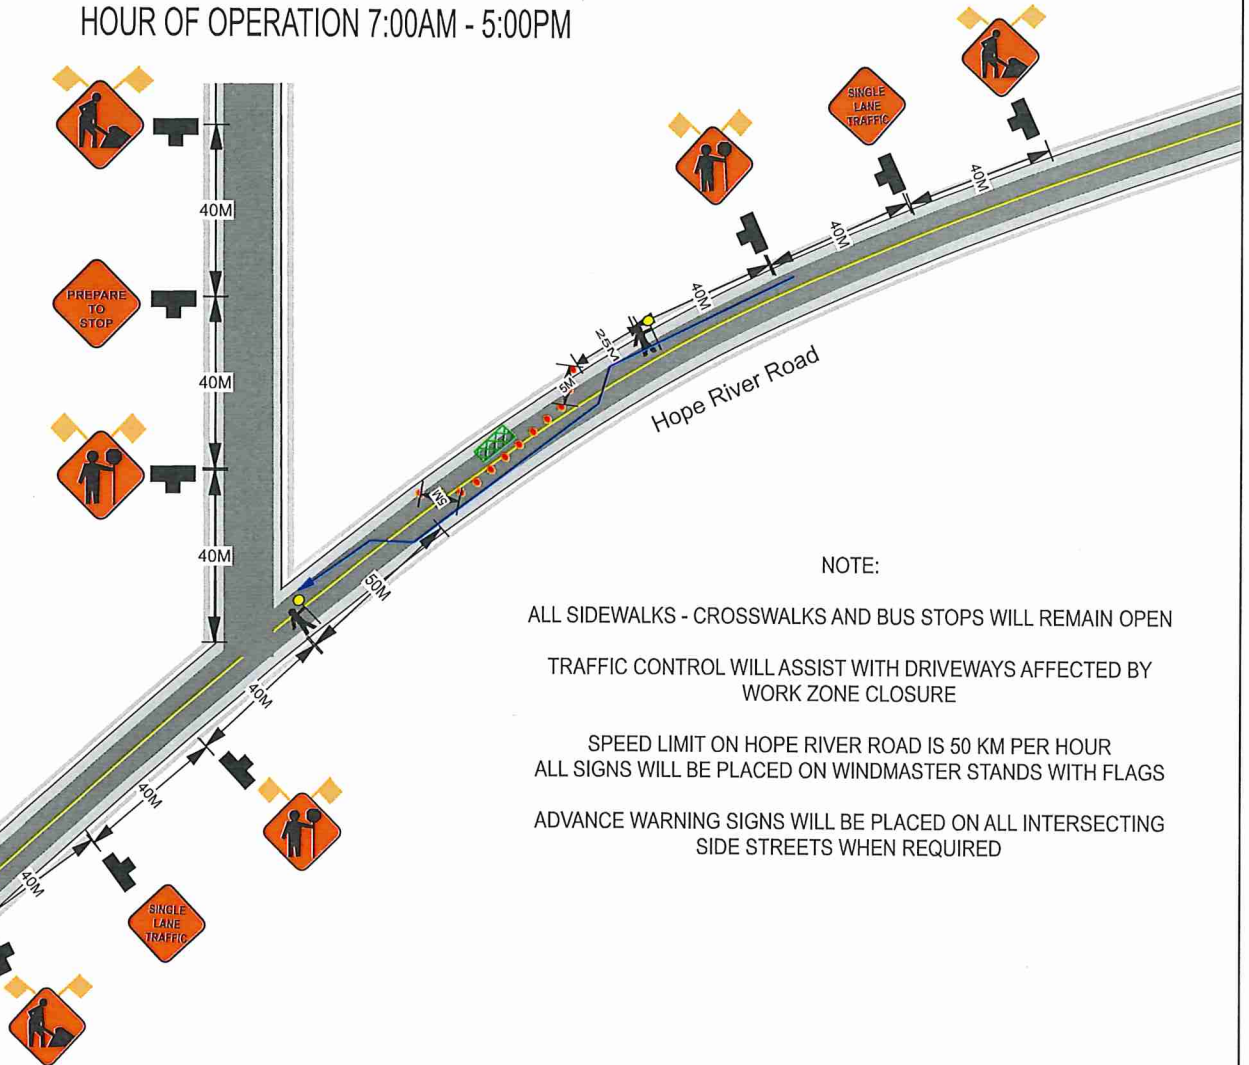 HOUR OF OPERATION 7:00AM - 5:00PM
SINGLE
LANE
TRAFFIC
40M
40M
40M
40M
PREPARE
TO
STOP
40M
25M
5M
Hope River Road
40M
5M
40M
50M
40M
40M
40M
SINGLE
LANE
TRAFFIC
NOTE:
ALL SIDEWALKS - CROSSWALKS AND BUS STOPS WILL REMAIN OPEN
TRAFFIC CONTROL WILL ASSIST WITH DRIVEWAYS AFFECTED BY
WORK ZONE CLOSURE
SPEED LIMIT ON HOPE RIVER ROAD IS 50 KM PER HOUR
ALL SIGNS WILL BE PLACED ON WINDMASTER STANDS WITH FLAGS
ADVANCE WARNING SIGNS WILL BE PLACED ON ALL INTERSECTING
SIDE STREETS WHEN REQUIRED